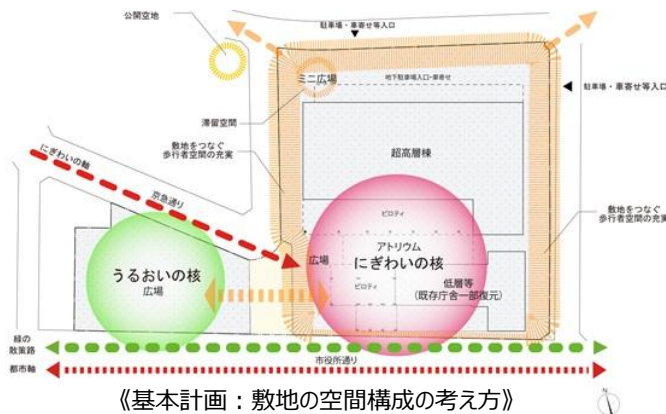 公開空地
駐車場・車寄せ等入口
ミニ広場
地下駐車場入口・車寄せ
駐車場・車寄せ等入口
滞留空間
敷地をつなぐ
歩行者空間の充実
超高層棟
にぎわいの軸
京急通り
ピロティ
敷地をつなぐ
歩行者空間の充実
うるおいの核
広場
広場
アトリウム
にぎわいの核
ピロティ
低層等
(既存庁舎一部復元)
緑の
散策路
市役所通り
都市軸
《基本計画:敷地の空間構成の考え方》
N